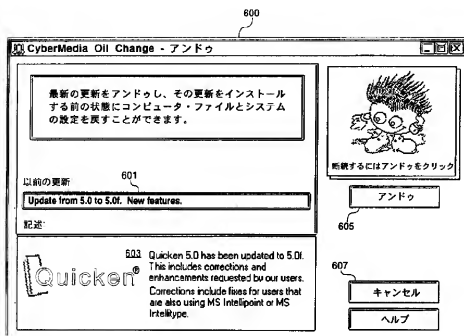 600
CyberMedia Oil Change - アンドゥ
最新の更新をアンドゥし、その更新をインストール
する前の状態にコンピュータ・ファイルとシステム
の設定を戻すことができます。
継続するにはアンドゥをクリック
以前の更新
601
Update from 5.0 to 5.0f. New features.
アンドゥ
605
記述:
603
Quicken®
Quicken 5.0 has been updated to 5.0f.
This includes corrections and
enhancements requested by our users.
Corrections include fixes for users that
are also using MS Intellipoint or MS
Intelitype.
607
キャンセル
ヘルプ